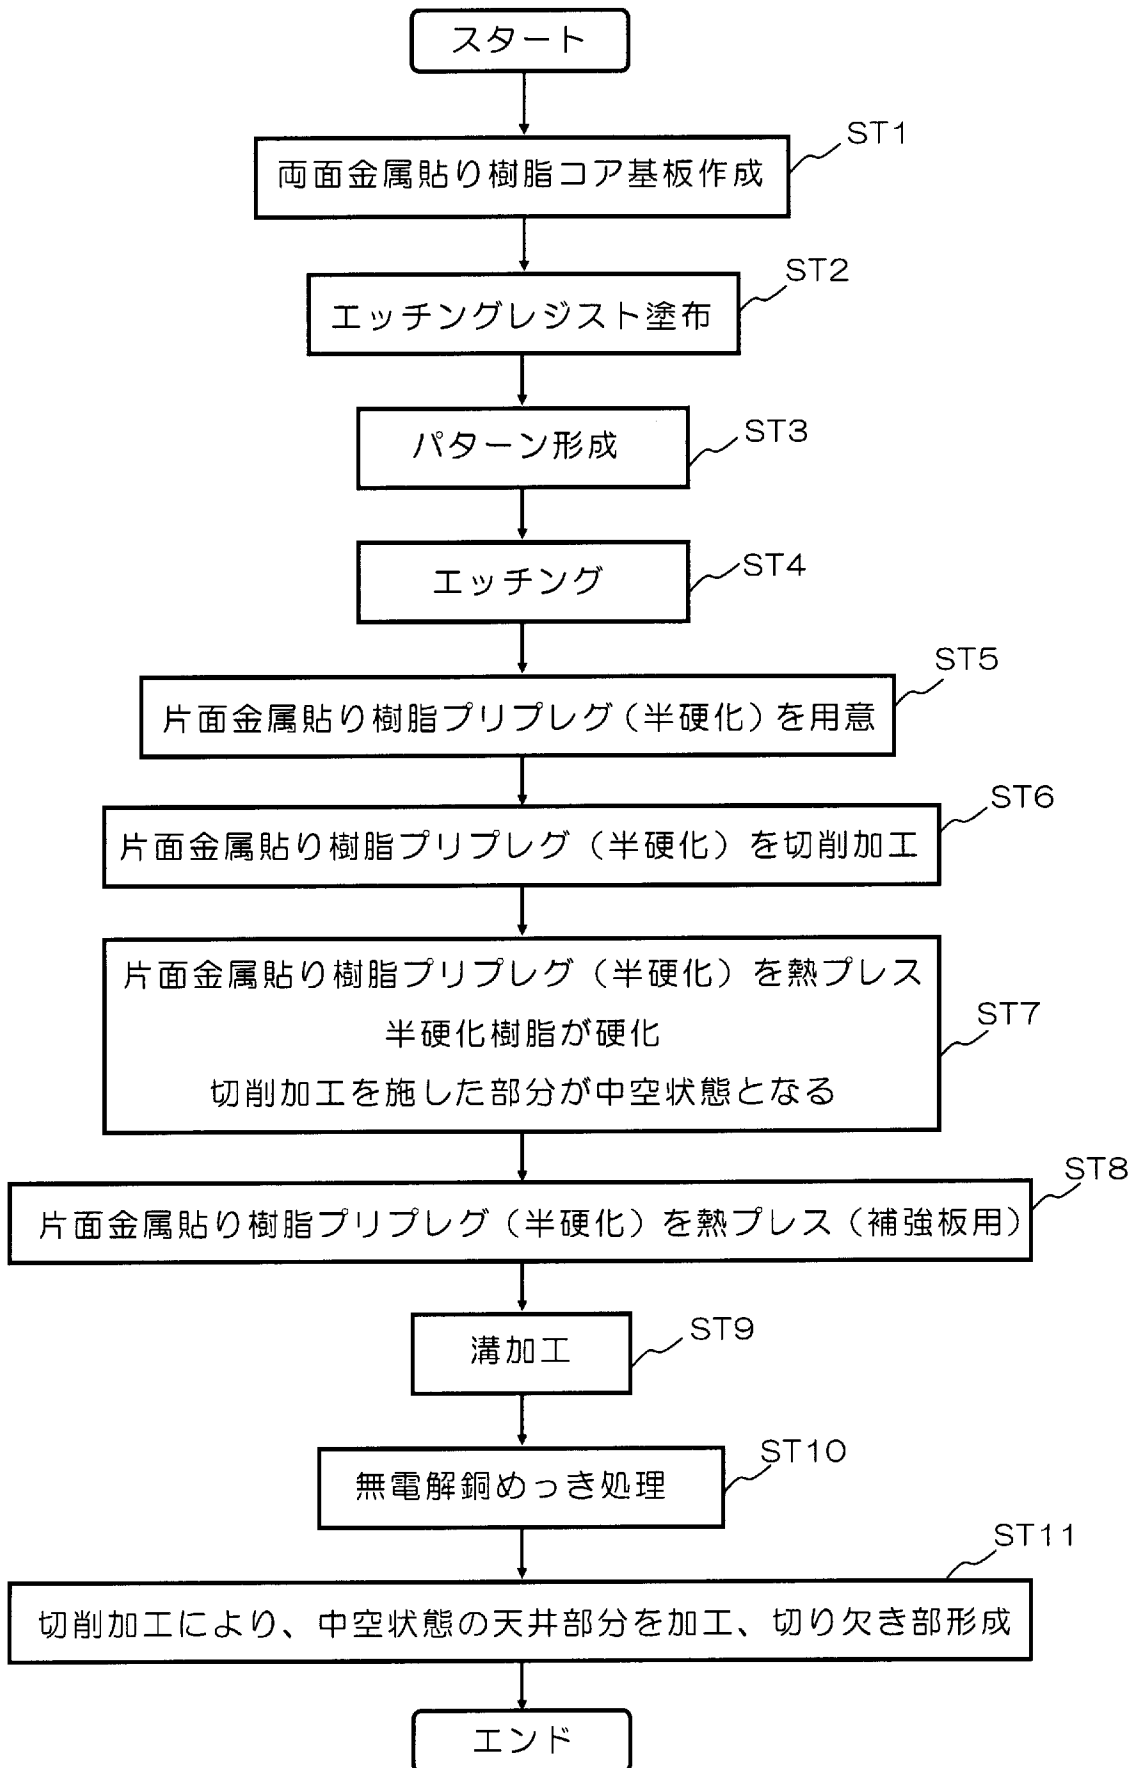 スタート
ST1
両面金属貼り樹脂コア基板作成
ST2
エッチングレジスト塗布
パターン形成
ST3
エッチング
ST4
ST5
片面金属貼り樹脂プリプレグ(半硬化)を用意
ST6
片面金属貼り樹脂プリプレグ(半硬化)を切削加工
片面金属貼り樹脂プリプレグ(半硬化)を熱プレス
半硬化樹脂が硬化
切削加工を施した部分が中空状態となる
ST7
ST8
片面金属貼り樹脂プリプレグ(半硬化)を熱プレス(補強板用)
溝加工
ST9
ST10
無電解銅めっき処理
ST11
切削加工により、中空状態の天井部分を加工、切り欠き部形成
エンド